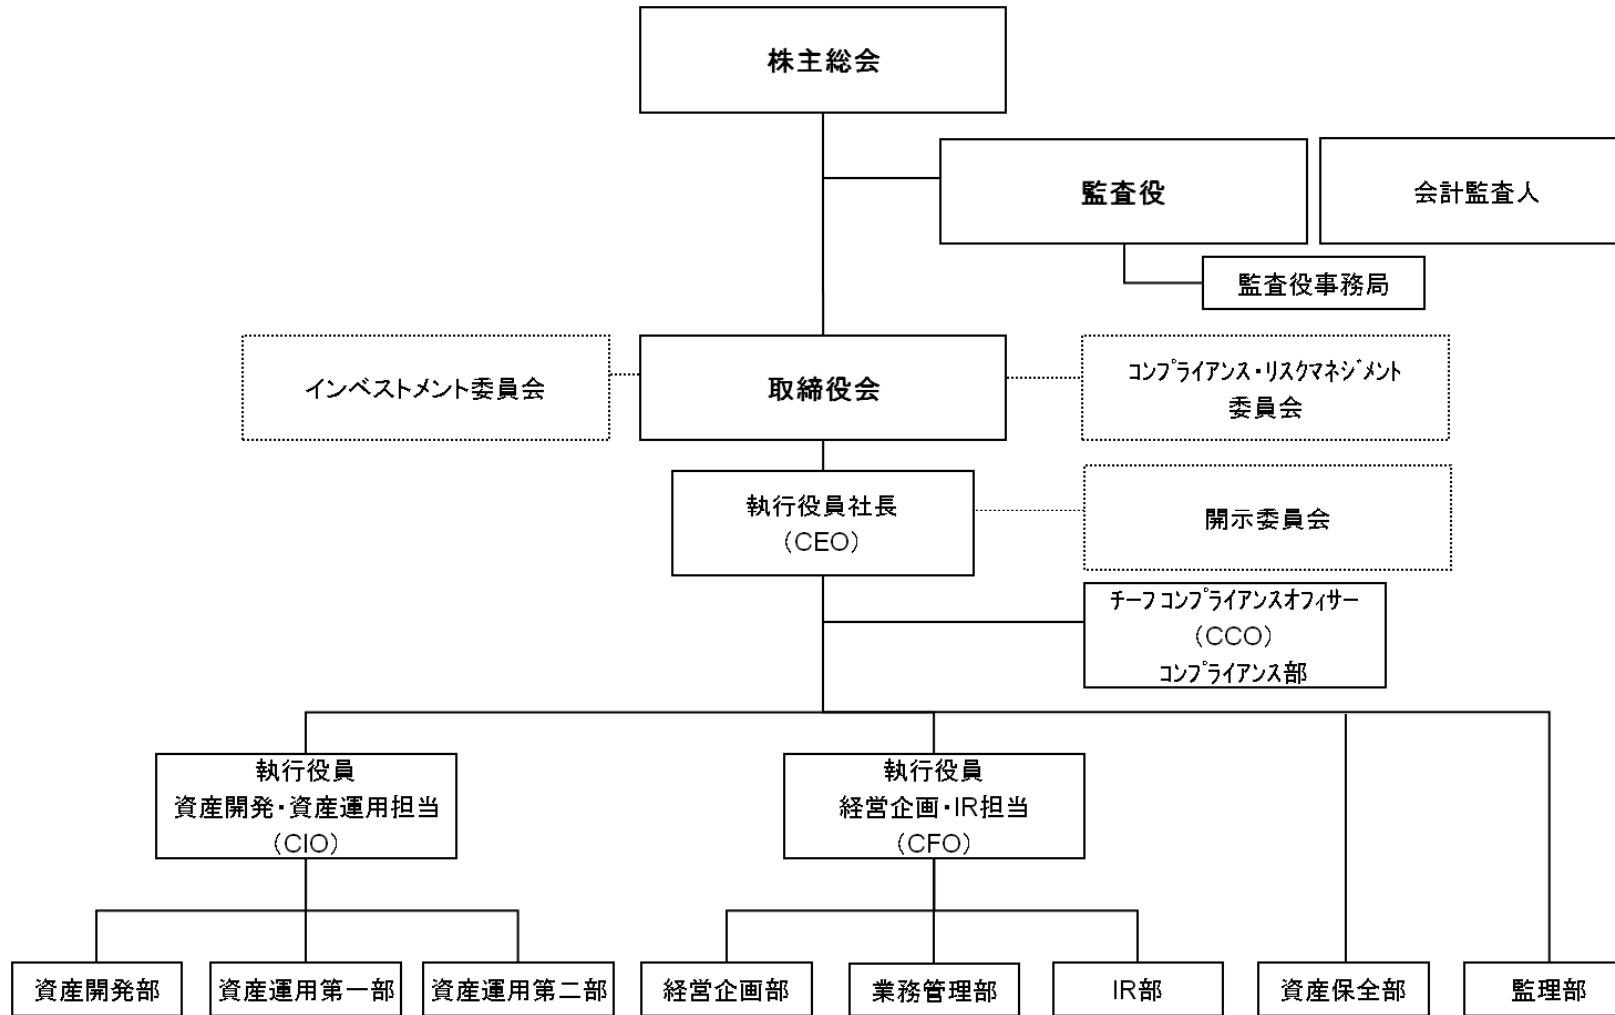 株主総会
監査役
会計監査人
監査役事務局
インベストメント委員会
取締役会
コンプライアンス・リスクマネジメント
委員会
執行役員社長
（CEO）
開示委員会
チーフコンプライアンスオフィサー
（CCO）
コンプライアンス部
執行役員
資産開発・資産運用担当
（CIO）
執行役員
経営企画・IR担当
（CFO）
資産開発部
資産運用第一部
資産運用第二部
経営企画部
業務管理部
IR部
資産保全部
監理部